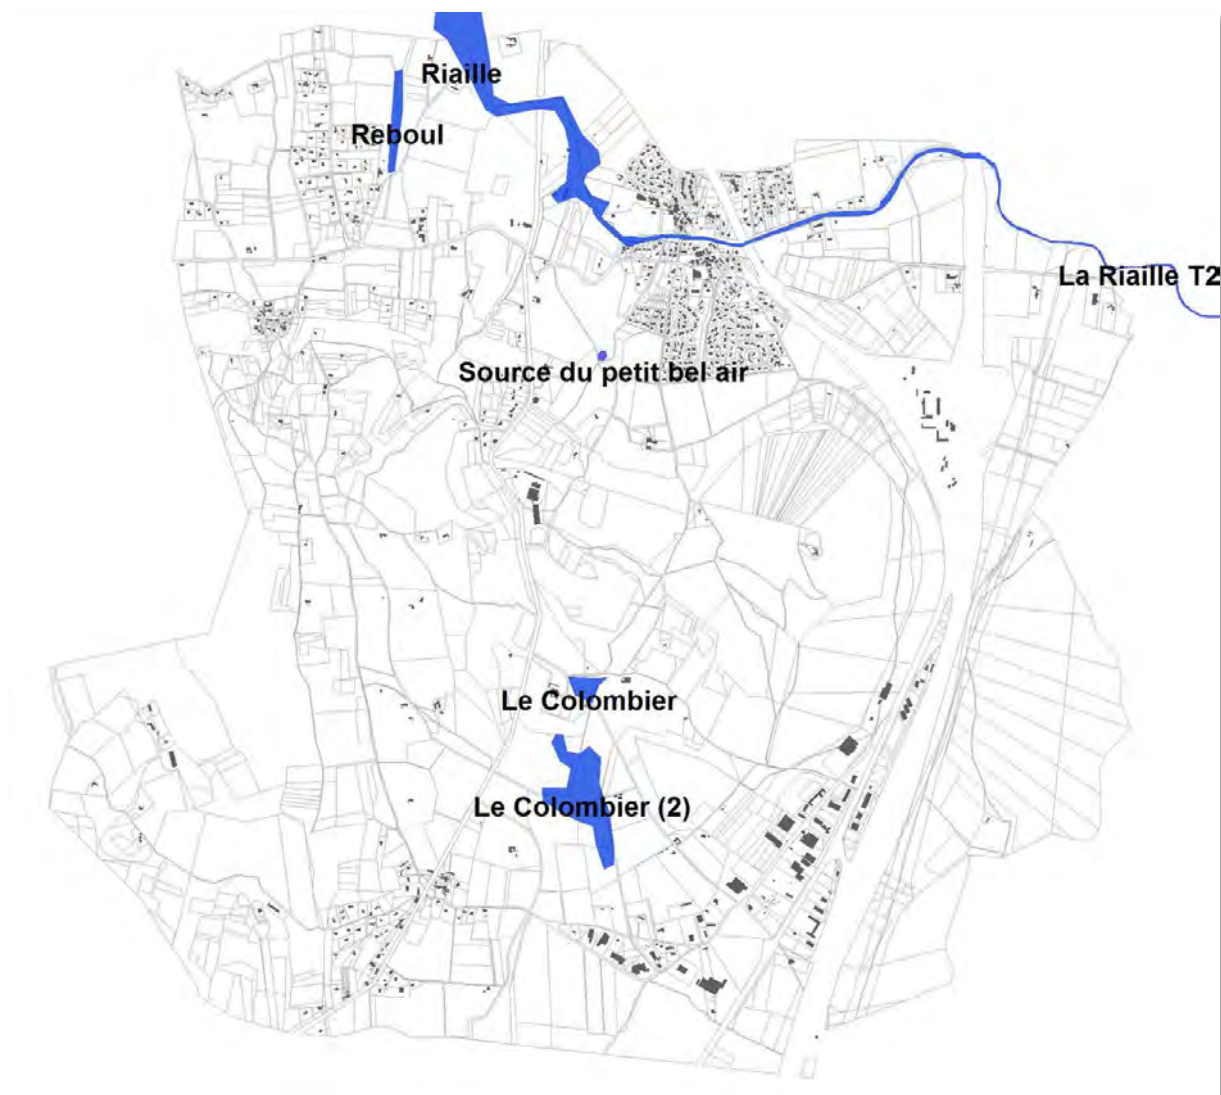 Riaille
Reboul
La Riaille T2
Source du petit bel air
Le Colombier
Le Colombier (2)